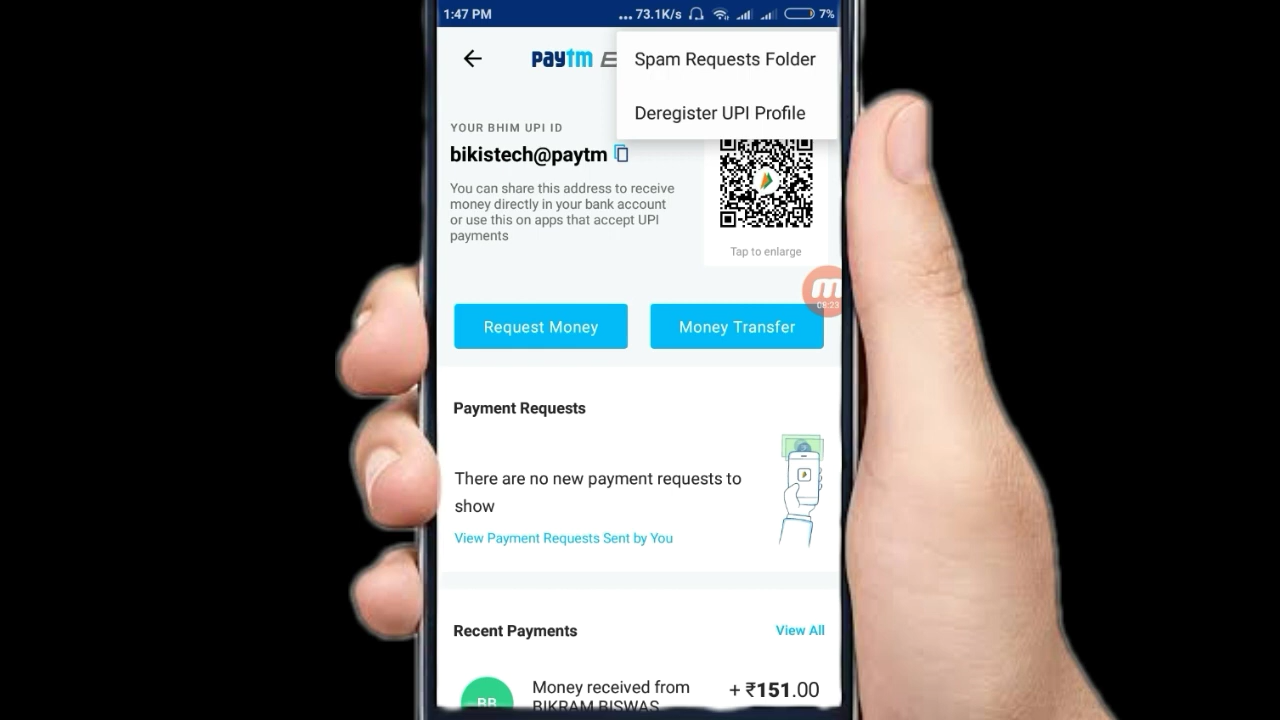 1:47 PM ... 73.1K/s 7%
paytm
Spam Requests Folder
Deregister UPI Profile
YOUR BHIM UPI ID
bikistech@paytm
You can share this address to receive
money directly in your bank account
or use this on apps that accept UPI
payments
Tap to enlarge
08:23
Request Money
Money Transfer
Payment Requests
There are no new payment requests to
show
View Payment Requests Sent by You
Recent Payments
View All
BB
Money received from
+ ₹151.00
BIKRAM BISWAS